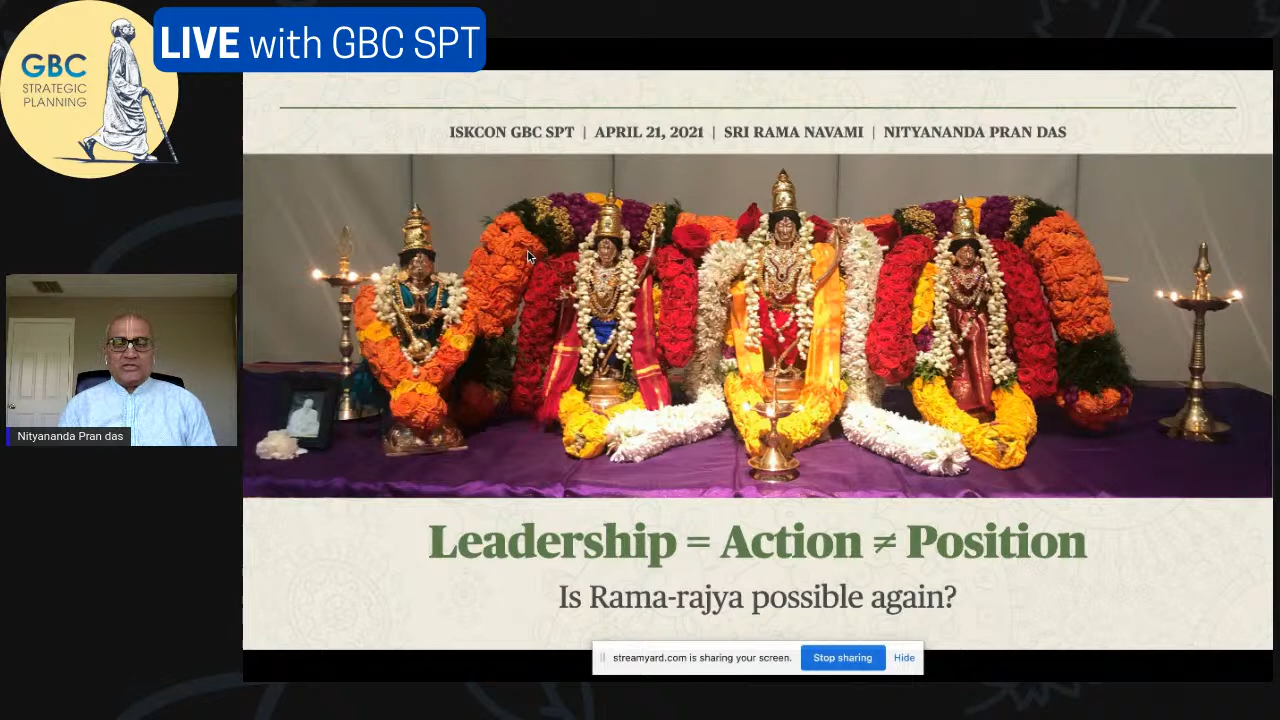 LIVE with GBC SPT
GBC
STRATEGIC
PLANNING
ISKCON GBC SPT | APRIL 21, 2021 | SRI RAMA NAVAMI | NITYANANDA PRAN DAS
Nityananda Pran das
Leadership = Action ≠ Position
Is Rama-rajya possible again?
streamyard.com is sharing your screen. Stop sharing Hide